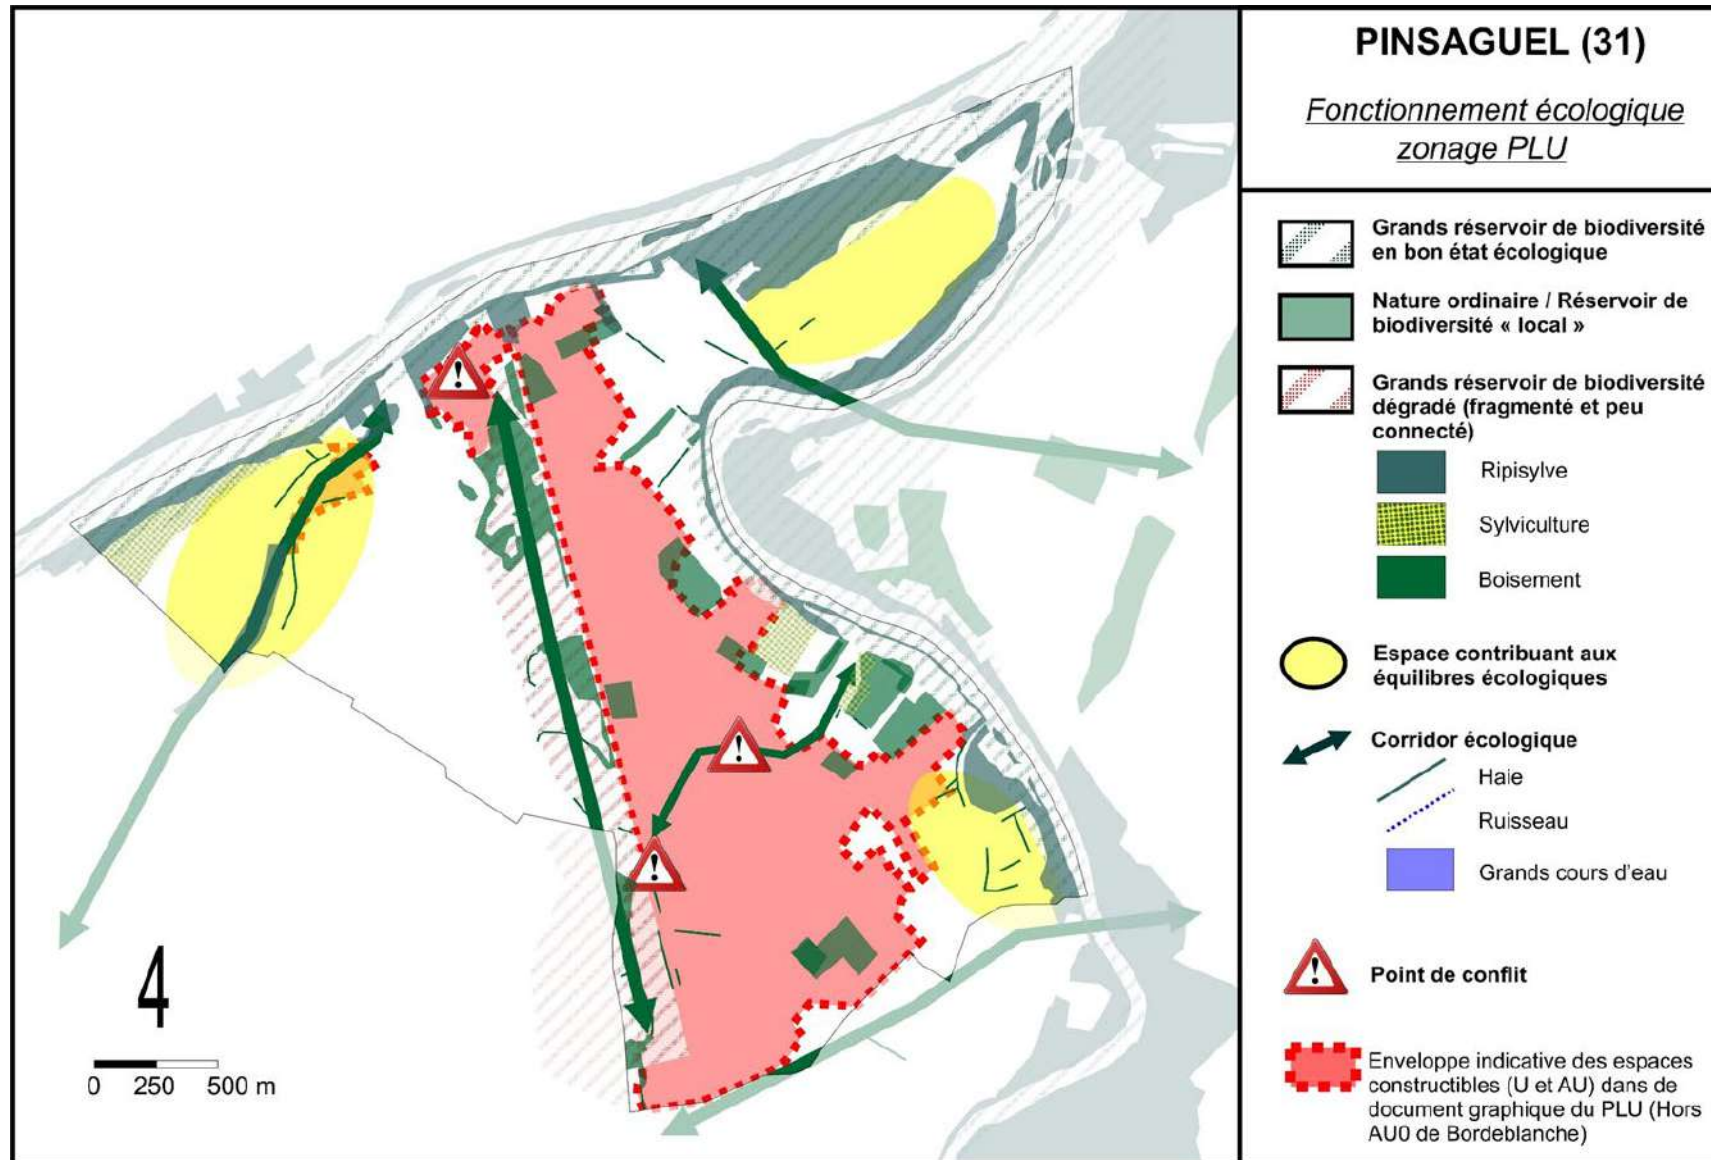 PINSAGUEL (31)
Fonctionnement écologique
zonage PLU
Grands réservoir de biodiversité
en bon état écologique
Nature ordinaire / Réservoir de
biodiversité « local »
Grands réservoir de biodiversité
dégradé (fragmenté et peu
connecté)
Ripisylve
Sylviculture
Boisement
Espace contribuant aux
équilibres écologiques
Corridor écologique
Haie
Ruisseau
Grands cours d'eau
Point de conflit
Enveloppe indicative des espaces
constructibles (U et AU) dans de
document graphique du PLU (Hors
AU0 de Bordeblanche)
4
0 250 500 m